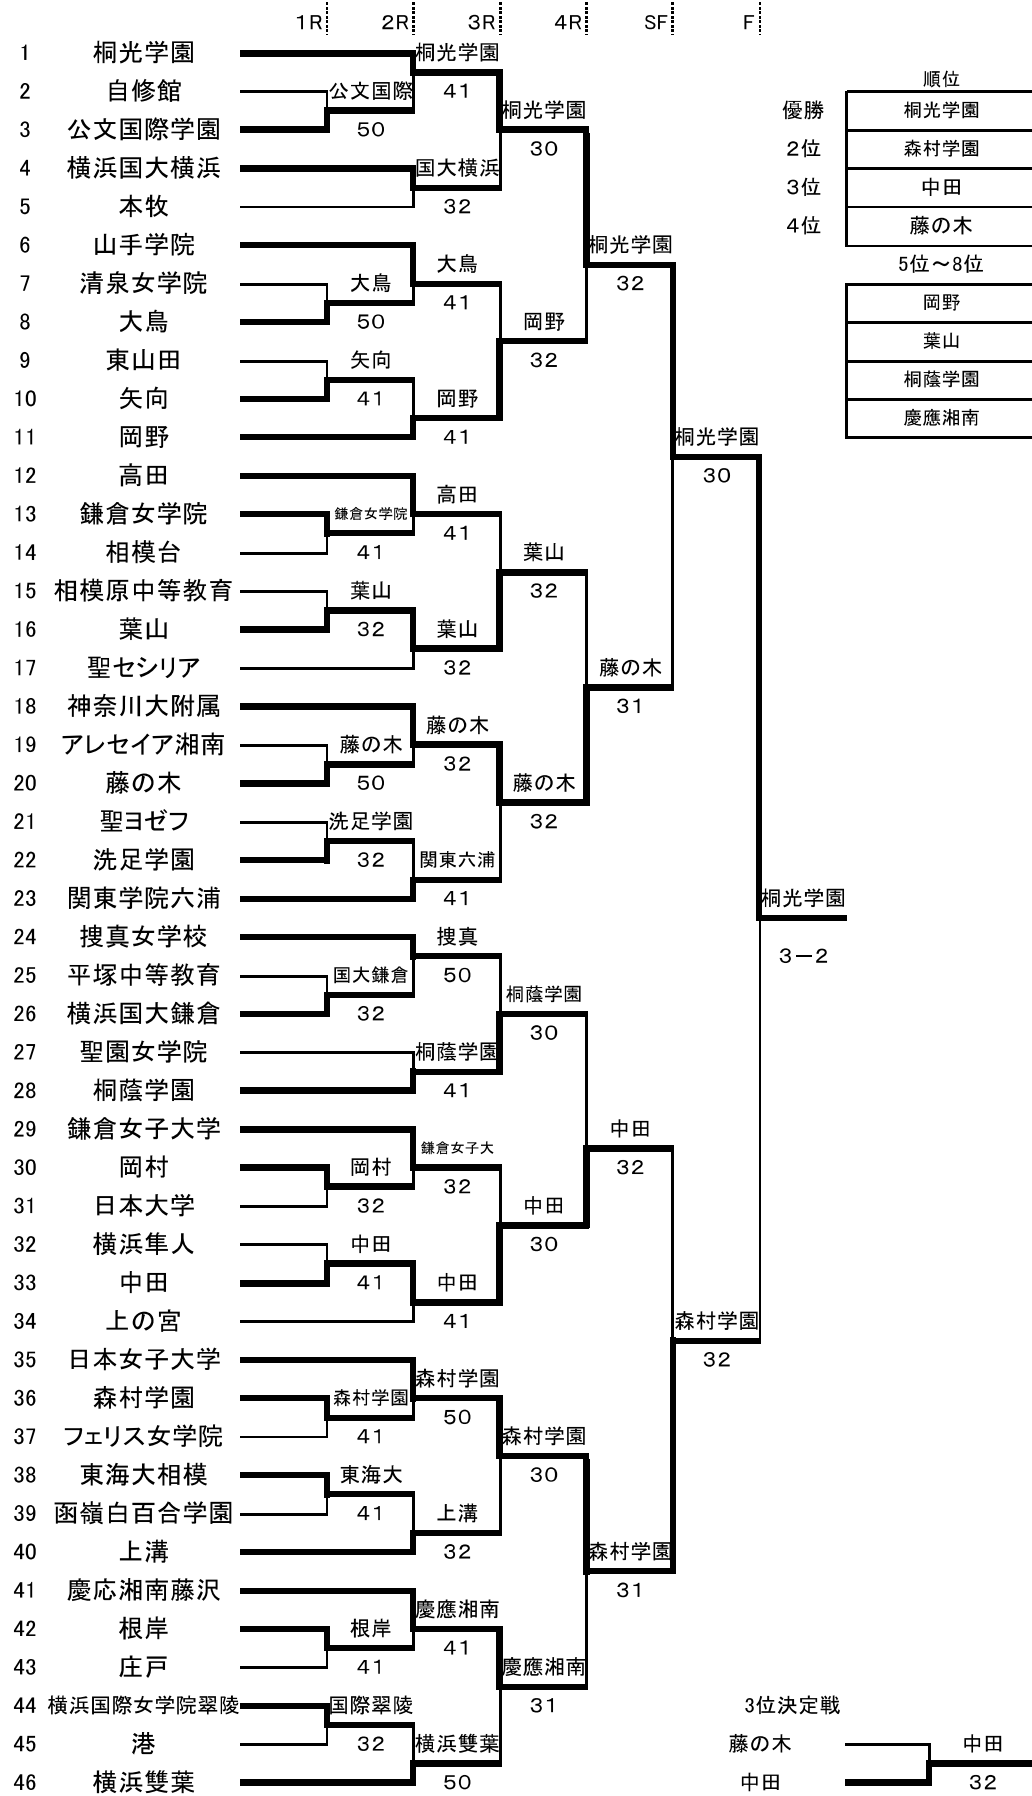 1R 2R 3R 4R SF F
1 桐光学園
2 自修館
3 公文国際学園
4 横浜国大横浜
5 本牧
6 山手学院
7 清泉女学院
8 大鳥
9 東山田
10 矢向
11 岡野
12 高田
13 鎌倉女学院
14 相模台
15 相模原中等教育
16 葉山
17 聖セシリア
18 神奈川大附属
19 アレセイア湘南
20 藤の木
21 聖ヨゼフ
22 洗足学園
23 関東学院六浦
24 捜真女学校
25 平塚中等教育
26 横浜国大鎌倉
27 聖園女学院
28 桐蔭学園
29 鎌倉女子大学
30 岡村
31 日本大学
32 横浜隼人
33 中田
34 上の宮
35 日本女子大学
36 森村学園
37 フェリス女学院
38 東海大相模
39 函嶺白百合学園
40 上溝
41 慶応湘南藤沢
42 根岸
43 庄戸
44 横浜国際女学院翠陵
45 港
46 横浜雙葉
公文国際
50
大鳥
50
矢向
41
鎌倉女学院
41
葉山
32
藤の木
50
洗足学園
32
国大鎌倉
32
岡村
32
中田
41
森村学園
41
東海大
41
根岸
41
国際翠陵
32
桐光学園
41
国大横浜
32
大鳥
41
岡野
41
高田
41
葉山
32
藤の木
32
関東六浦
41
捜真
50
桐蔭学園
41
鎌倉女子大
32
中田
41
森村学園
50
上溝
32
慶應湘南
41
横浜雙葉
50
桐光学園
30
岡野
32
葉山
32
藤の木
32
桐蔭学園
30
中田
30
森村学園
30
慶應湘南
31
桐光学園
32
藤の木
31
中田
32
森村学園
31
桐光学園
30
森村学園
32
桐光学園
3－2
順位
優勝 桐光学園
2位 森村学園
3位 中田
4位 藤の木
5位～8位
岡野
葉山
桐蔭学園
慶應湘南
3位決定戦
藤の木
中田
中田
32